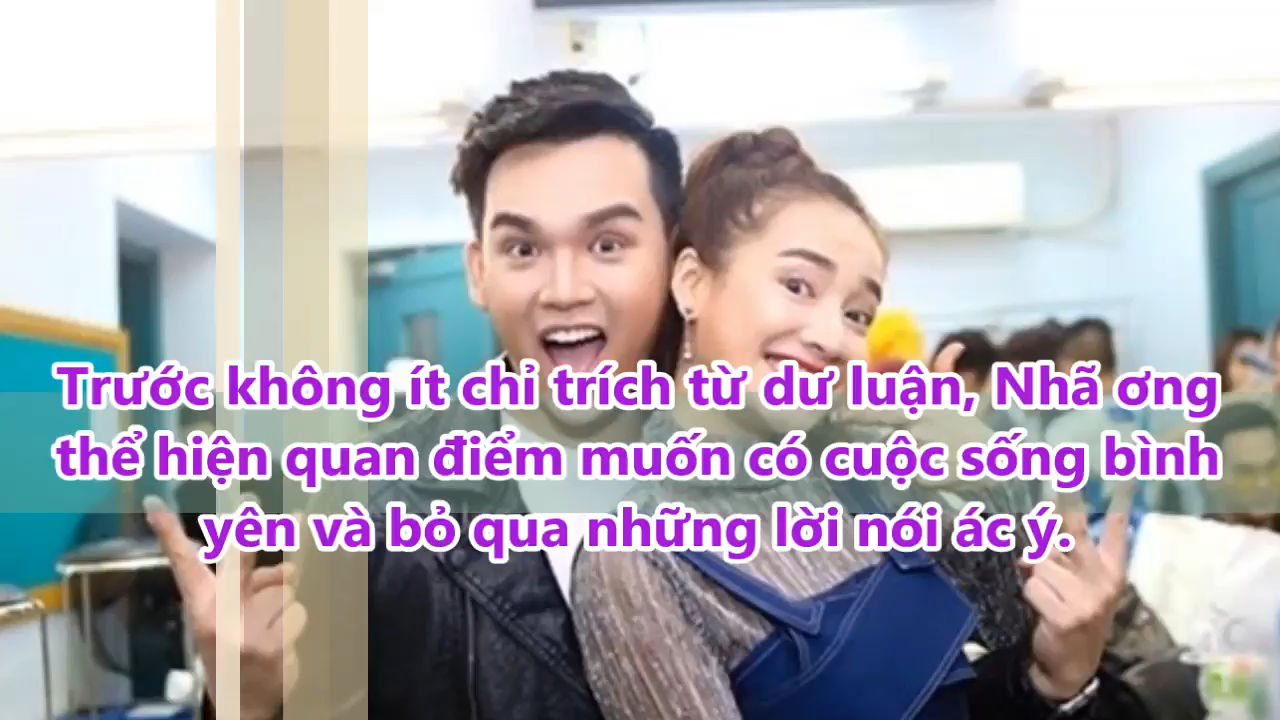 Trước không ít chỉ trích từ dư luận, Nhã ơng
thể hiện quan điểm muốn có cuộc sống bình
yên và bỏ qua những lời nói ác ý.